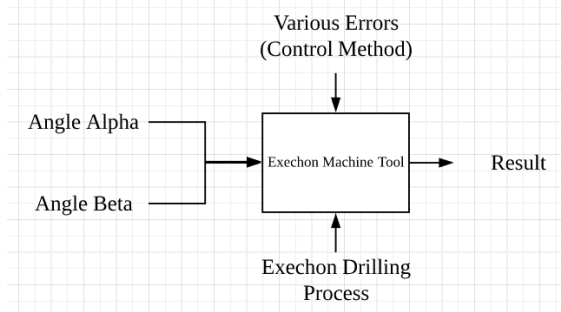 Various Errors
(Control Method)
Angle Alpha
Exechon Machine Tool
Result
Angle Beta
Exechon Drilling
Process